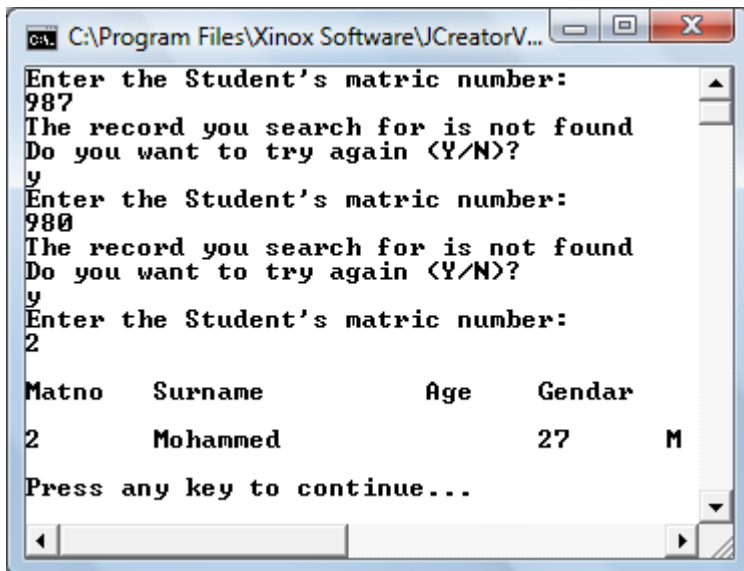 C:\Program Files\Xinox Software\JCreatorV...
Enter the Student's matric number:
987
The record you search for is not found
Do you want to try again (Y/N)?
y
Enter the Student's matric number:
980
The record you search for is not found
Do you want to try again (Y/N)?
y
Enter the Student's matric number:
2
Matno Surname Age Gendar
2 Mohammed 27 M
Press any key to continue...